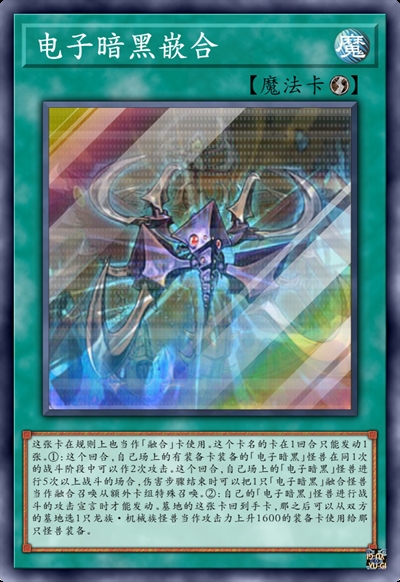 电子暗黑嵌合
魔
【魔法卡】
这张卡在规则上也当作「融合」卡使用。这个卡名的卡在1回合只能发动1
张。①:这个回合,自己场上的有装备卡装备的「电子暗黑」怪兽在同1次
的战斗阶段中可以作2次攻击。这个回合,自己场上的「电子暗黑」怪兽进
行5次以上战斗的场合,伤害步骤结束时可以把1只「电子暗黑」融合怪兽
当作融合召唤从额外卡组特殊召唤。②:自己的「电子暗黑」怪兽进行战
斗的攻击宣言时才能发动。墓地的这张卡回到手卡,那之后可以从双方
的墓地选1只龙族·机械族怪兽当作攻击力上升1600的装备卡使用给那
只怪兽装备。
YU-GI